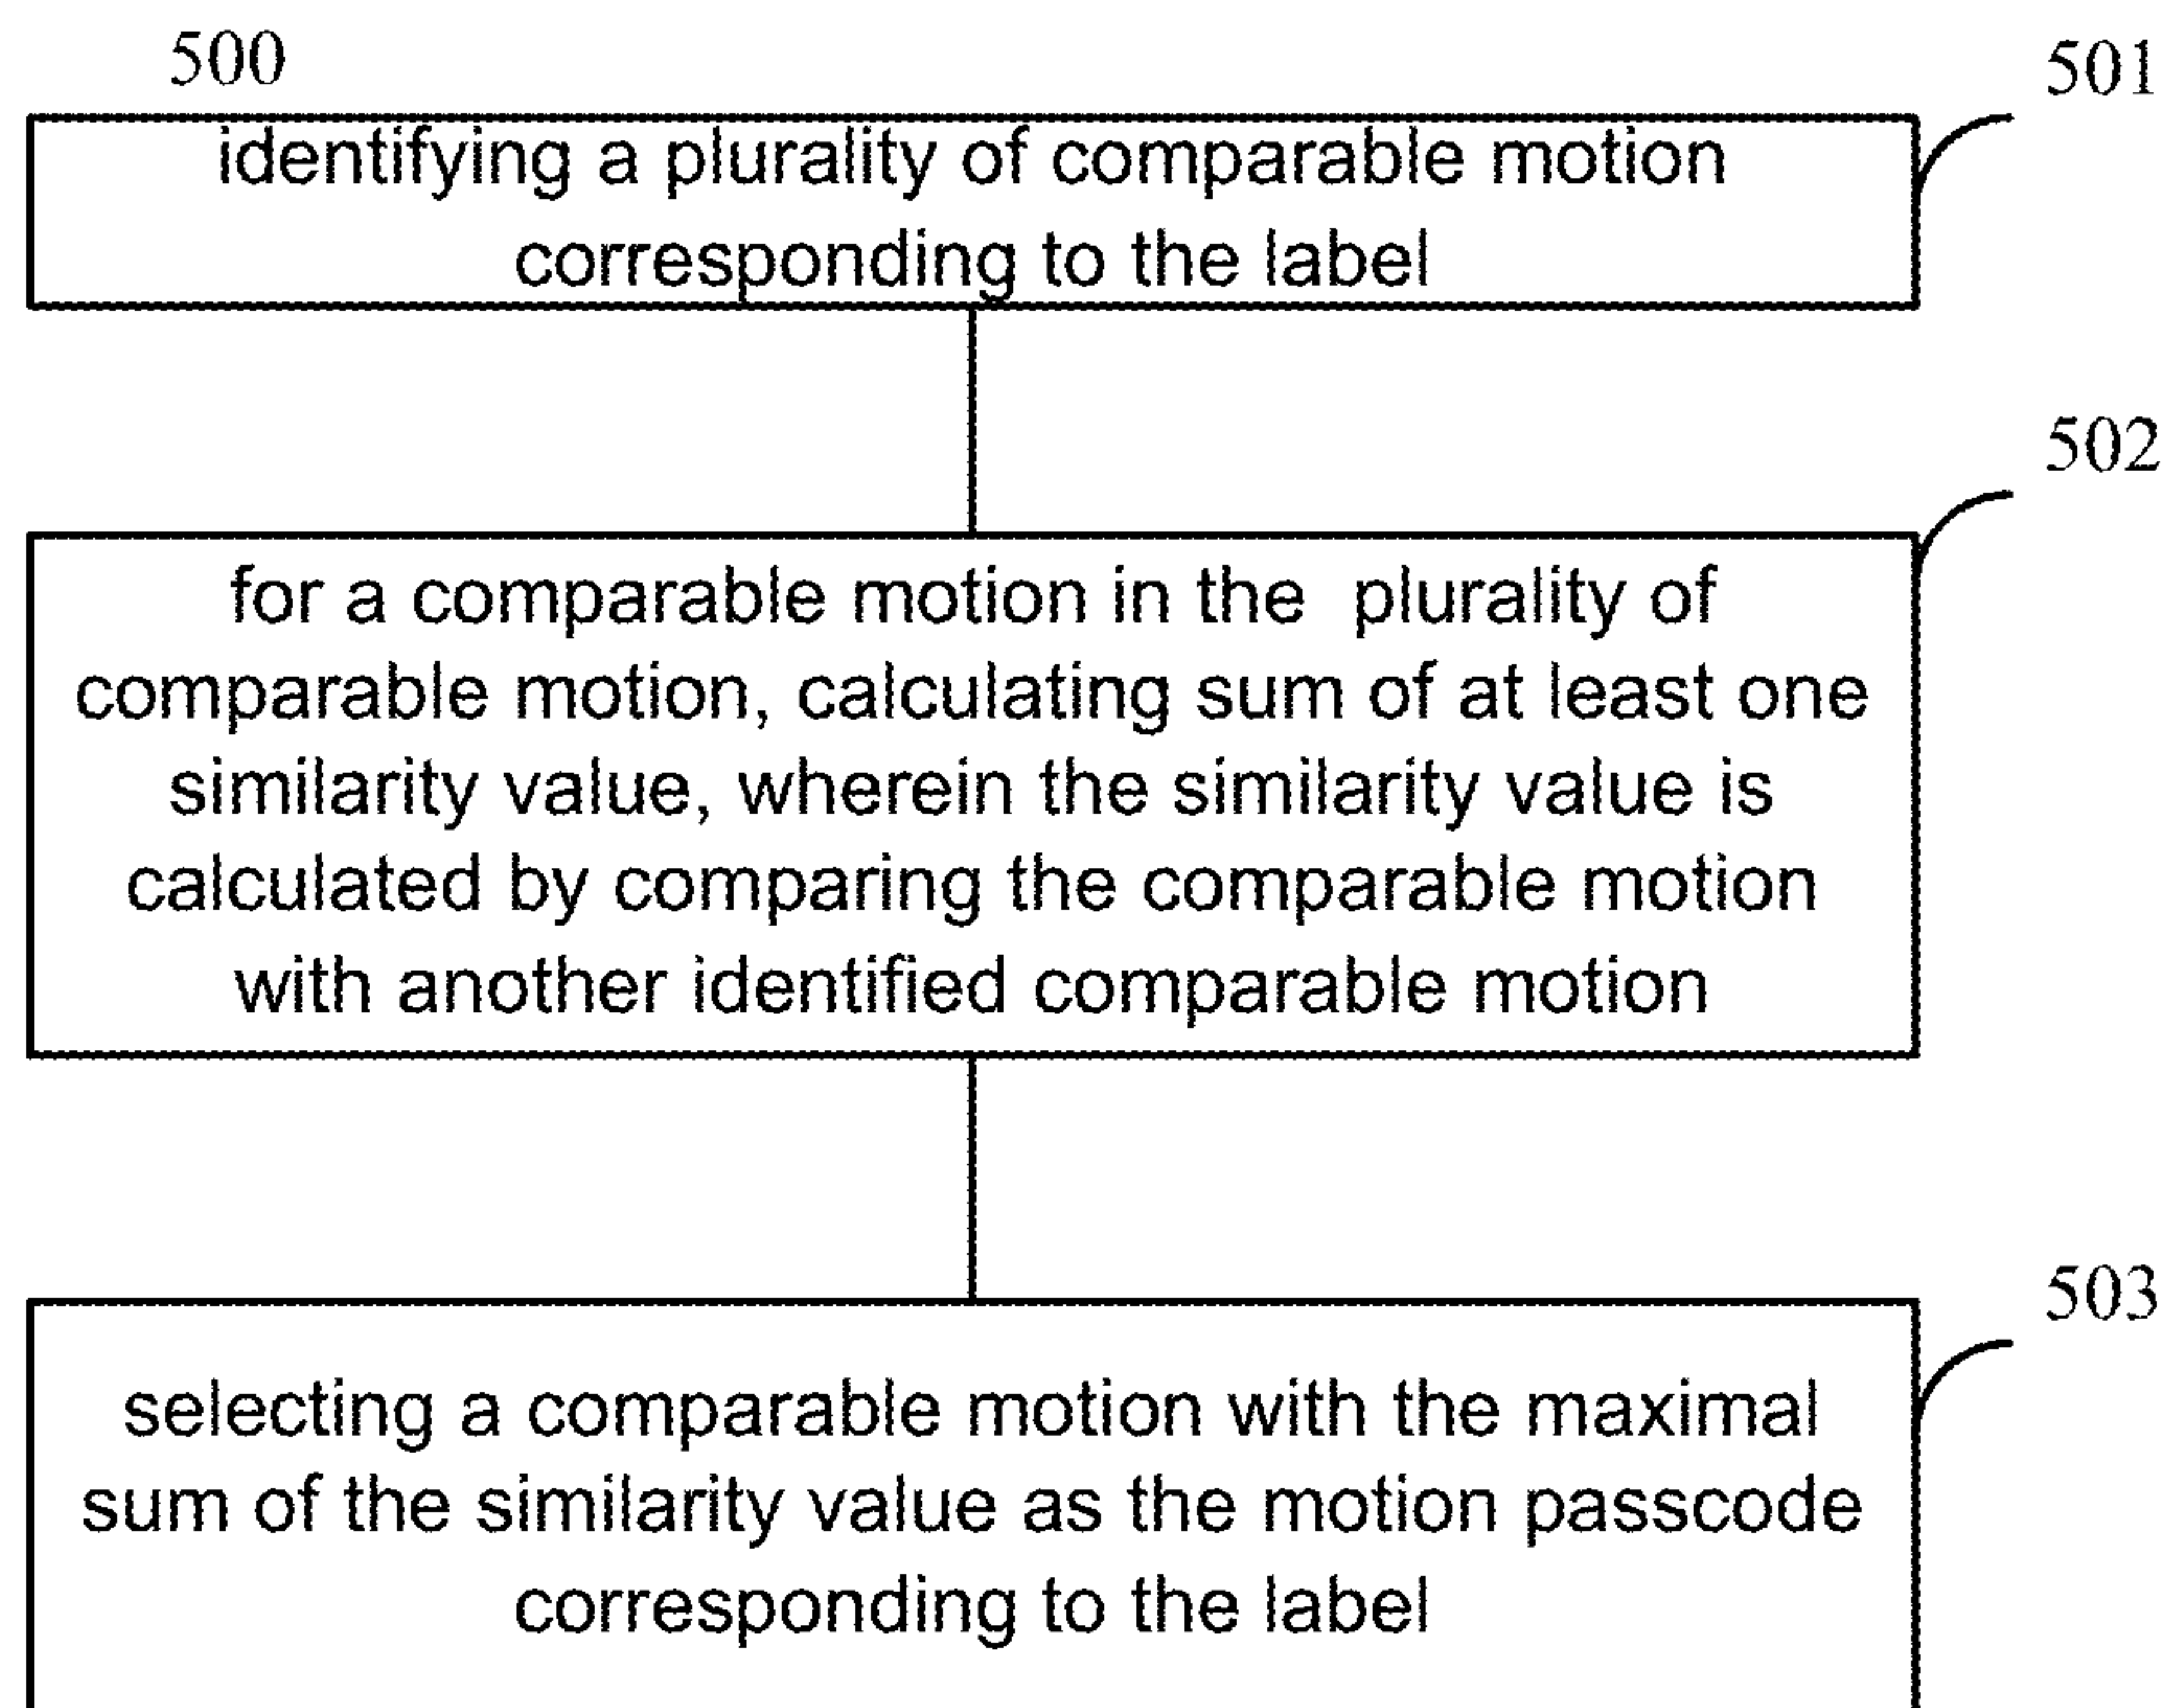 500
501
identifying a plurality of comparable motion
corresponding to the label
502
for a comparable motion in the plurality of
comparable motion, calculating sum of at least one
similarity value, wherein the similarity value is
calculated by comparing the comparable motion
with another identified comparable motion
503
selecting a comparable motion with the maximal
sum of the similarity value as the motion passcode
corresponding to the label